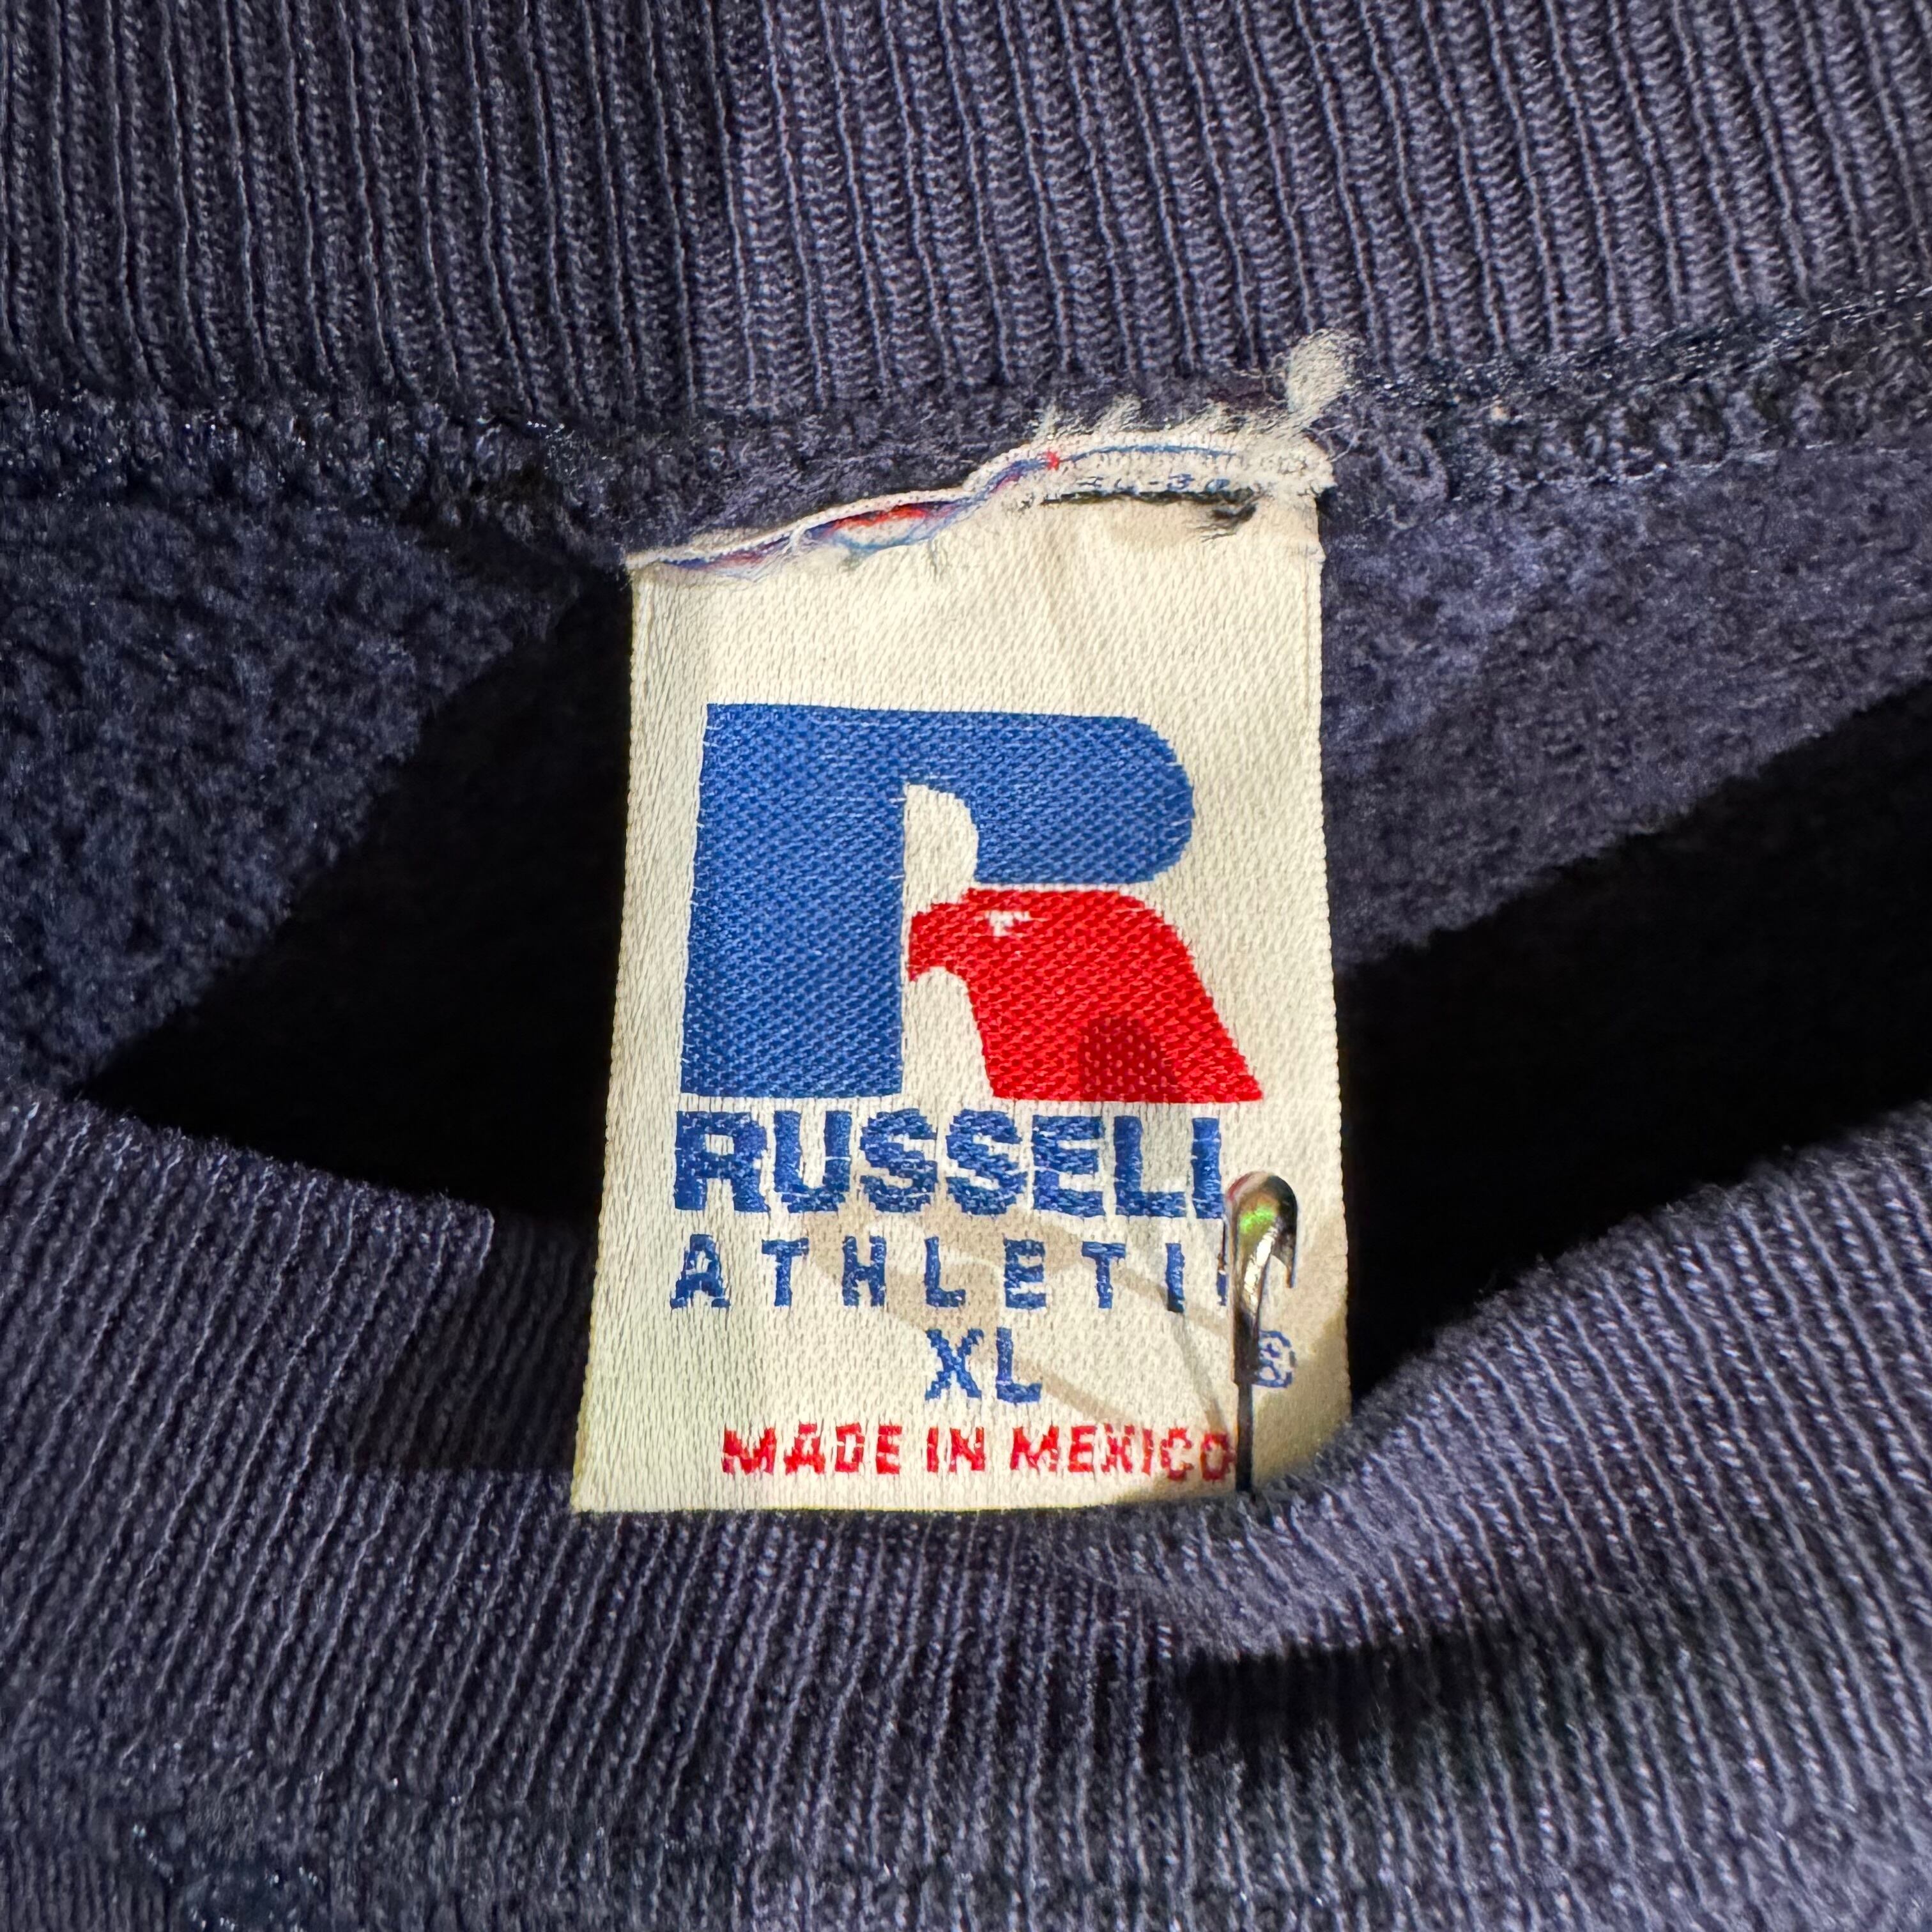 RUSSELL
ATHLETIC
XL ®
MADE IN MEXICO